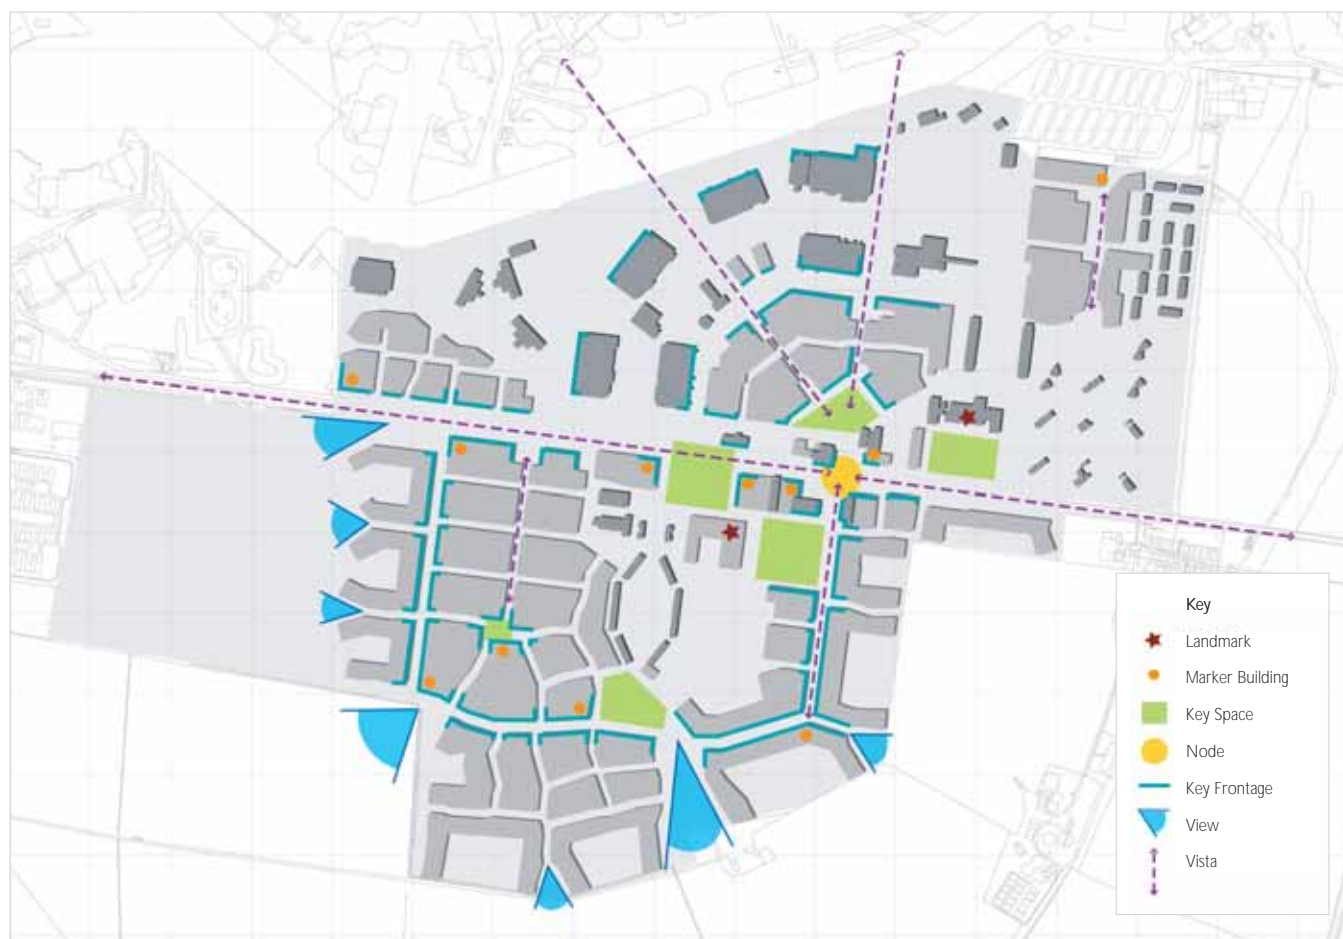 Key
Landmark
Marker Building
Key Space
Node
Key Frontage
View
Vista